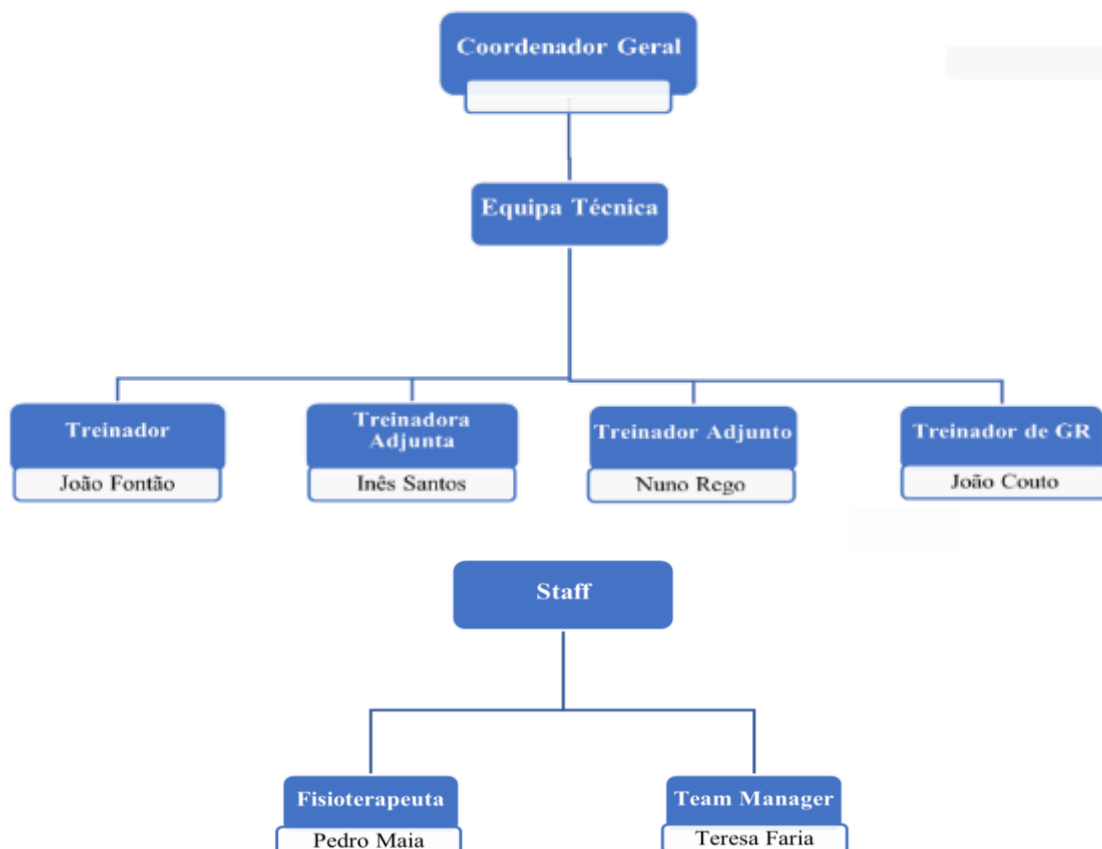 Coordenador Geral
Equipa Técnica
Treinador
João Fontão
Treinadora
Adjunta
Inês Santos
Treinador Adjunto
Nuno Rego
Treinador de GR
João Couto
Staff
Fisioterapeuta
Pedro Maia
Team Manager
Teresa Faria